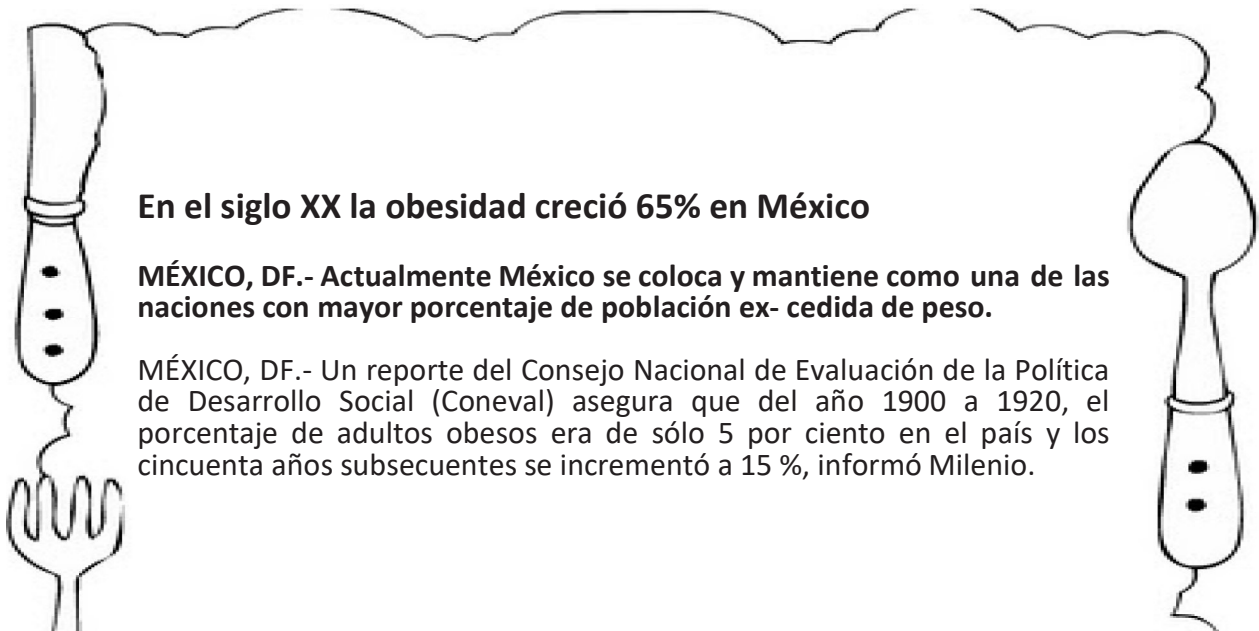 En el siglo XX la obesidad creció 65% en México
MÉXICO, DF.- Actualmente México se coloca y mantiene como una de las
naciones con mayor porcentaje de población ex- cedida de peso.
MÉXICO, DF.- Un reporte del Consejo Nacional de Evaluación de la Política
de Desarrollo Social (Coneval) asegura que del año 1900 a 1920, el
porcentaje de adultos obesos era de sólo 5 por ciento en el país y los
cincuenta años subsecuentes se incrementó a 15 %, informó Milenio.